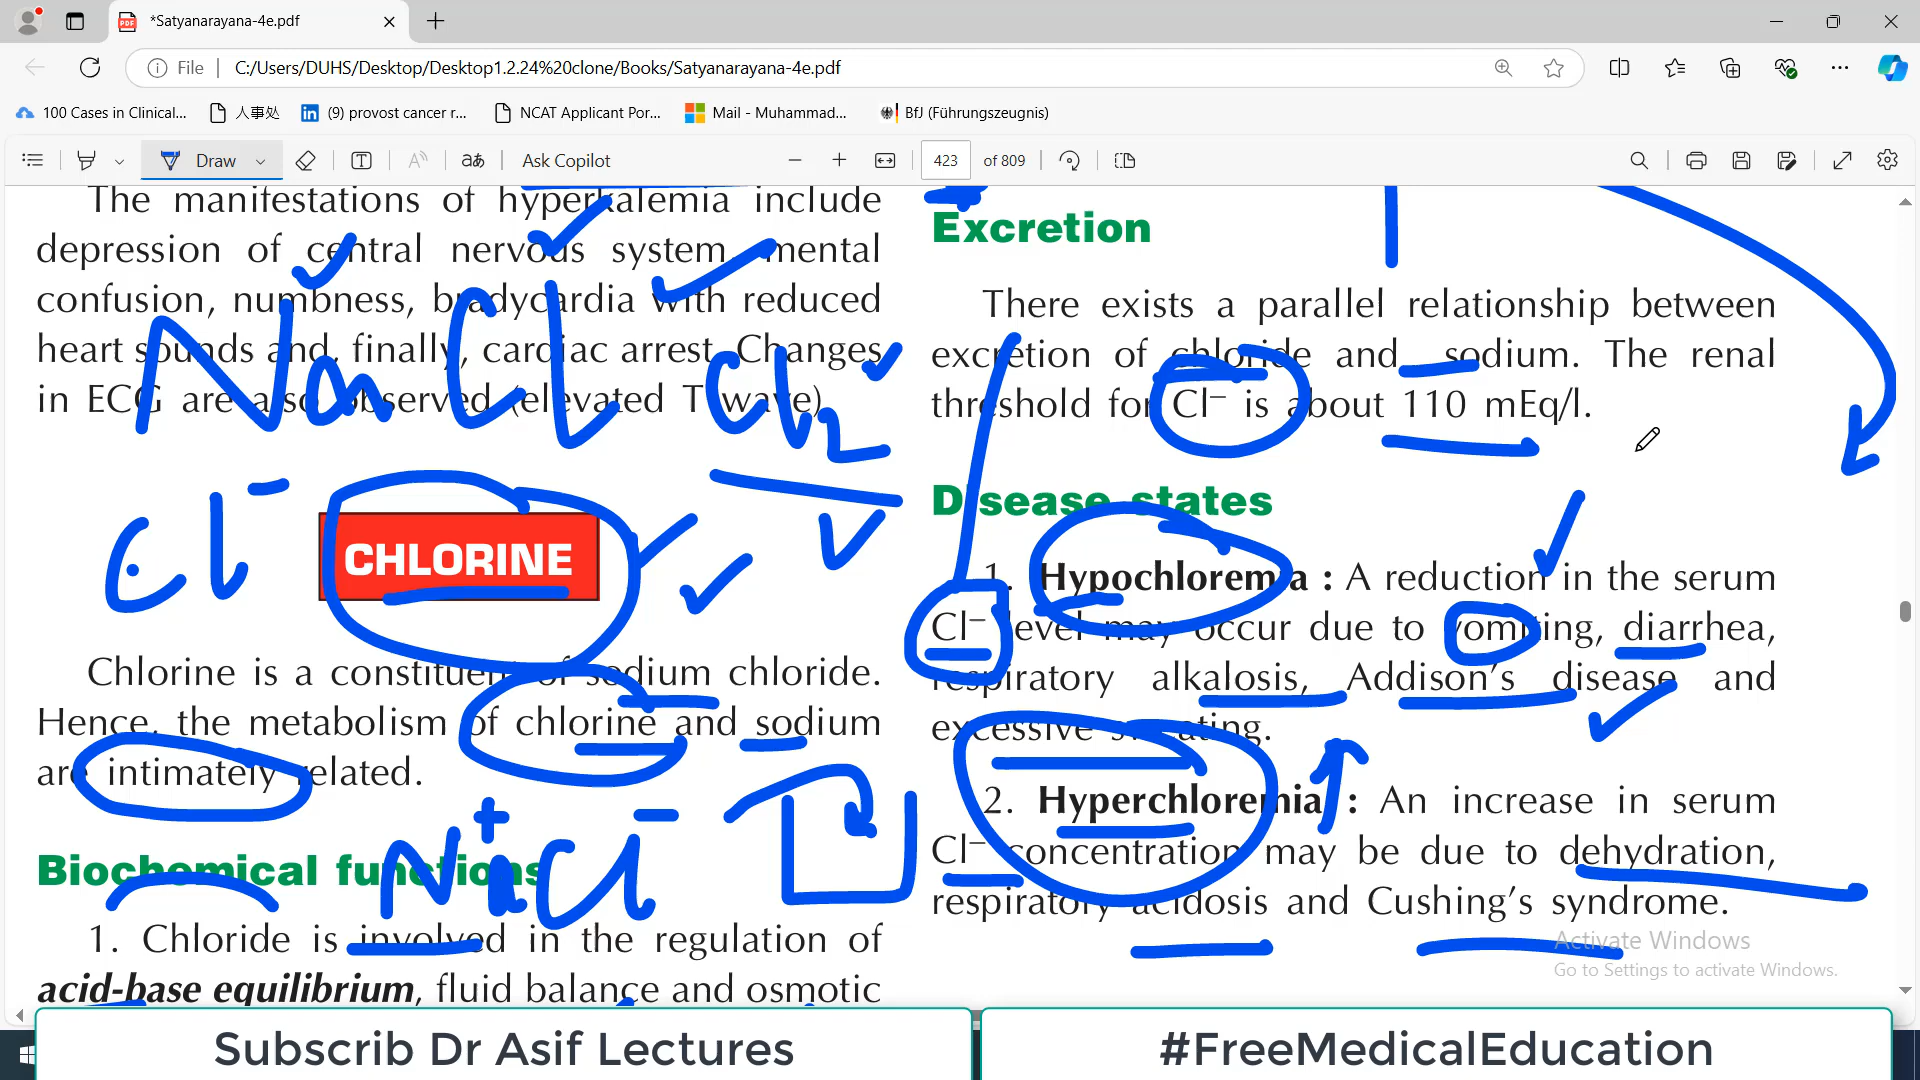 *Satyanarayana-4e.pdf
File
C:/Users/DUHS/Desktop/Desktop1.2.24%20clone/Books/Satyanarayana-4e.pdf
100 Cases in Clinical...
人事处
(9) provost cancer r...
NCAT Applicant Por...
Mail - Muhammad...
BfJ (Führungszeugnis)
Draw
Ask Copilot
423 of 809
The manifestations of hyperkalemia include
depression of central nervous system, mental
confusion, numbness, bradycardia with reduced
heart sounds and, finally, cardiac arrest. Changes
in ECG are also observed (elevated T wave).
Na Cl
Cl2
Cl−
CHLORINE
Chlorine is a constituent of sodium chloride.
Hence, the metabolism of chlorine and sodium
are intimately related.
Na+ Cl−
Biochemical functions
1. Chloride is involved in the regulation of
acid-base equilibrium, fluid balance and osmotic
Excretion
There exists a parallel relationship between
excretion of chloride and sodium. The renal
threshold for Cl− is about 110 mEq/l.
Disease states
1. Hypochloremia : A reduction in the serum
Cl− level may occur due to vomiting, diarrhea,
respiratory alkalosis, Addison's disease and
excessive sweating.
2. Hyperchloremia : An increase in serum
Cl− concentration may be due to dehydration,
respiratory acidosis and Cushing's syndrome.
Activate Windows
Go to Settings to activate Windows.
Subscrib Dr Asif Lectures
#FreeMedicalEducation